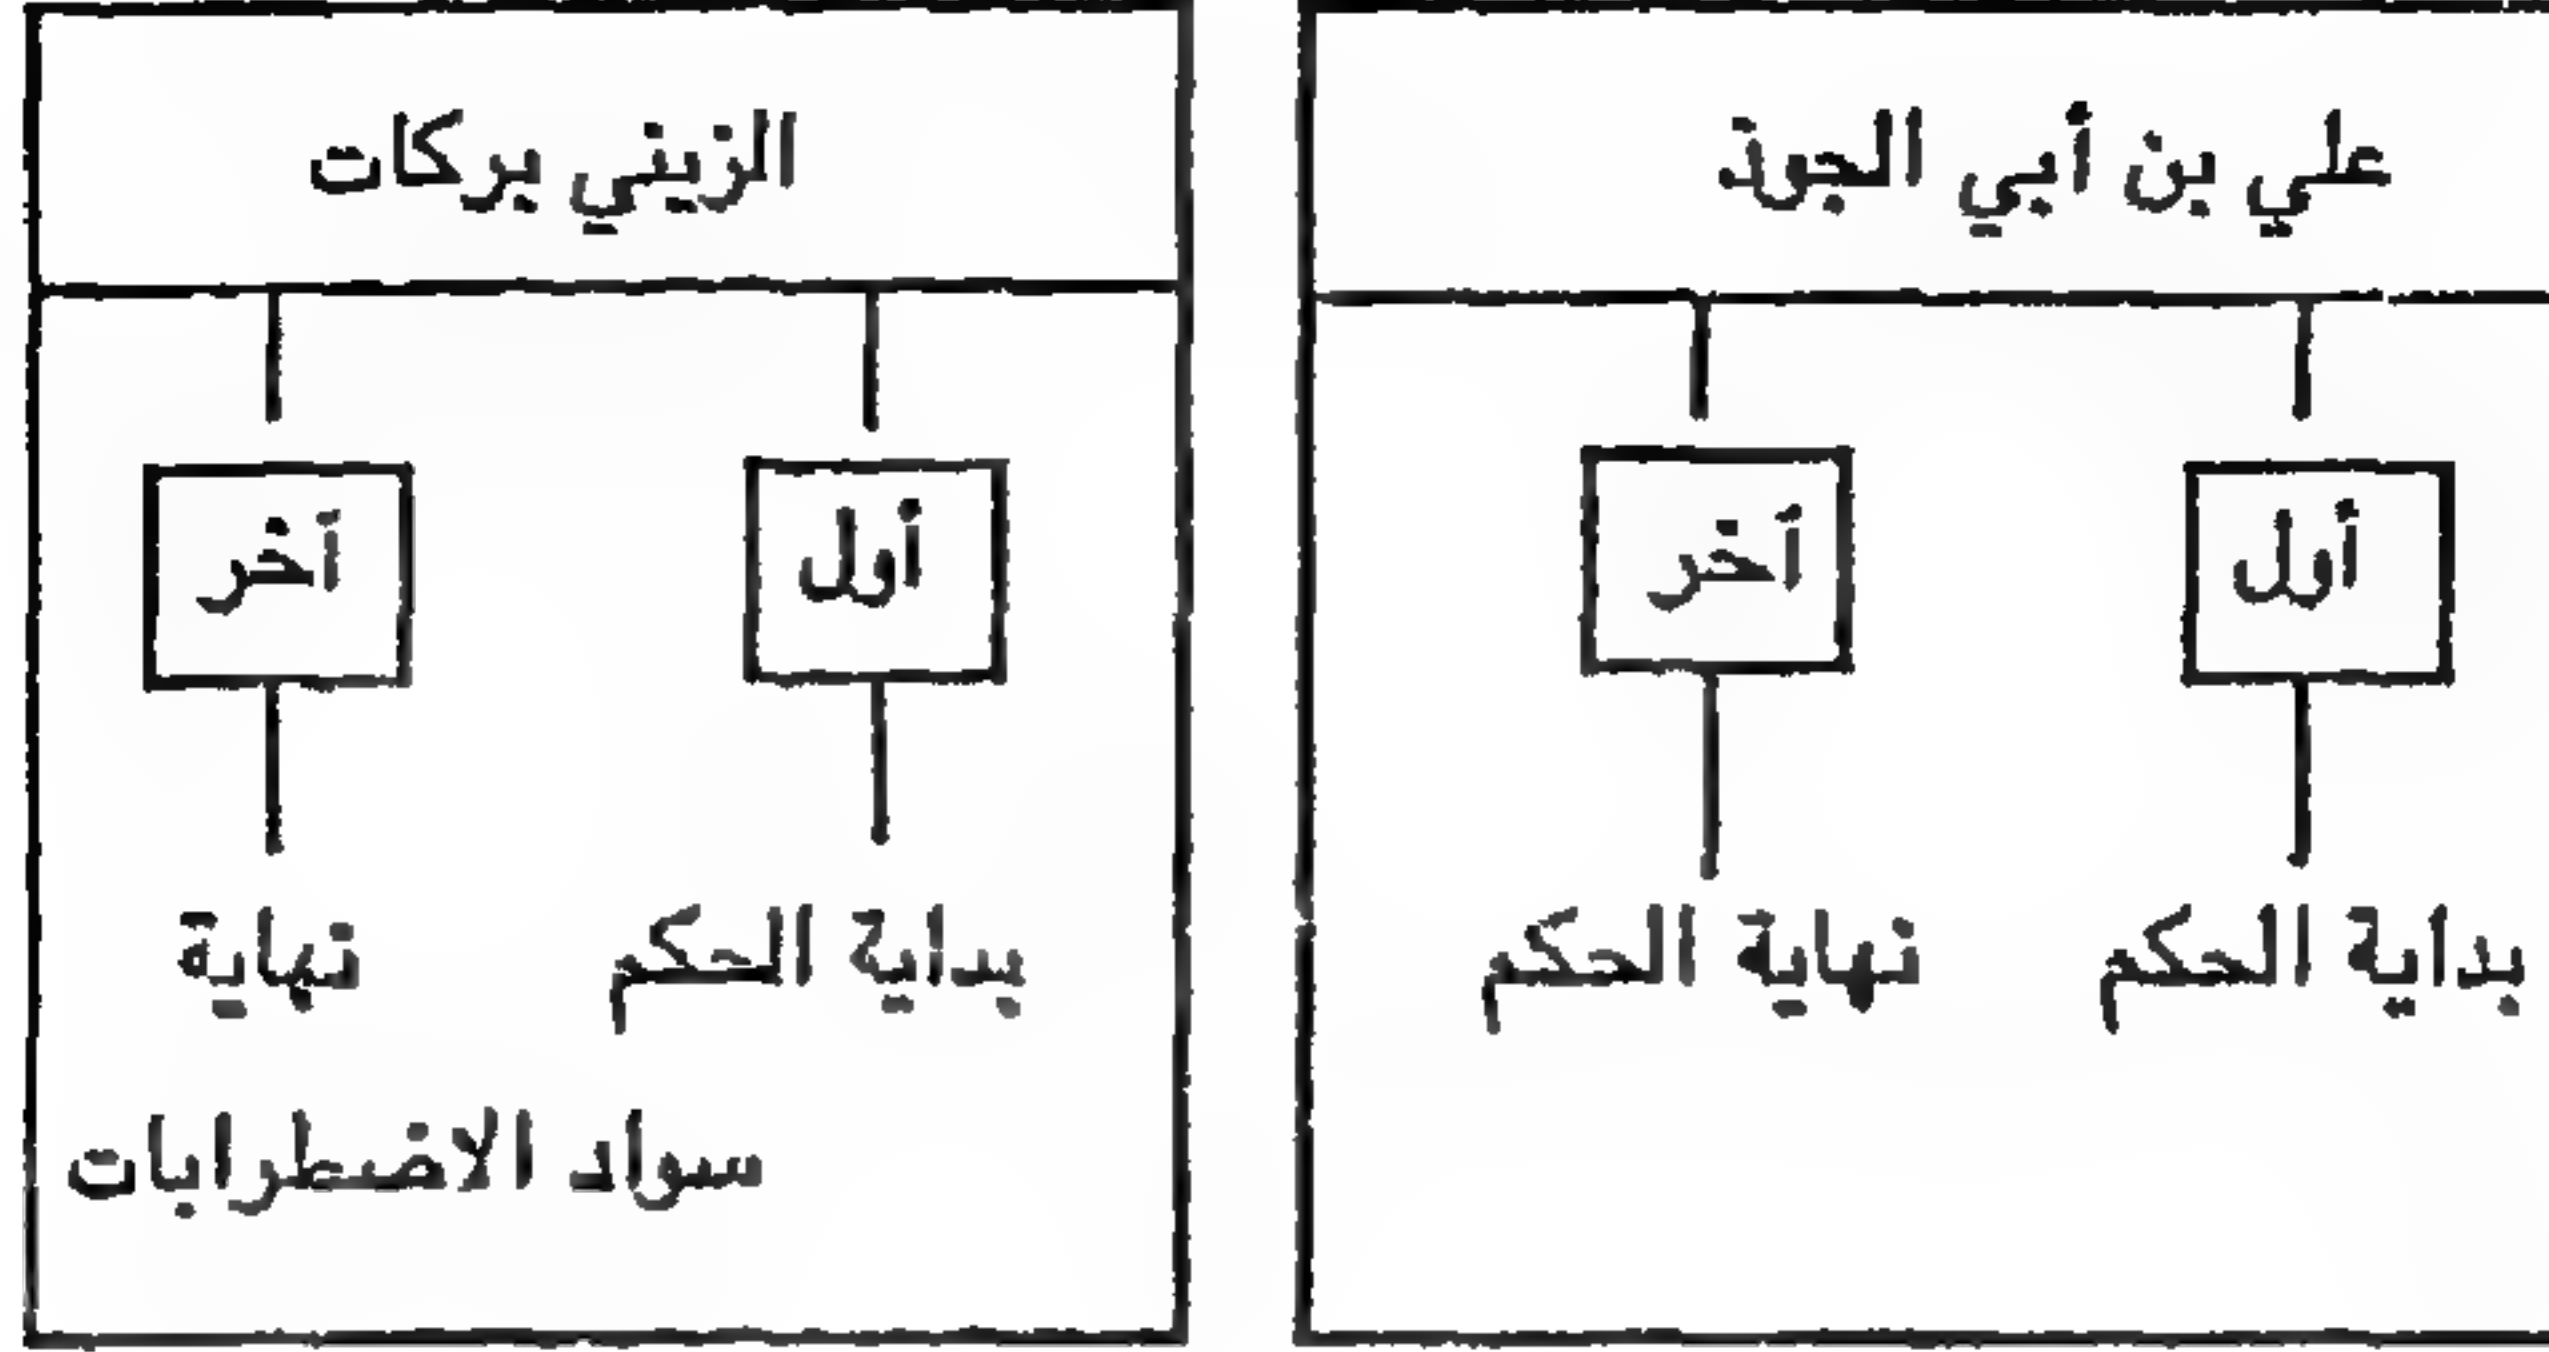 علي بن أبي الجود
أول
آخر
بداية الحكم
نهاية الحكم
الزيني بركات
أول
آخر
بداية الحكم
نهاية
سواد الاضطرابات